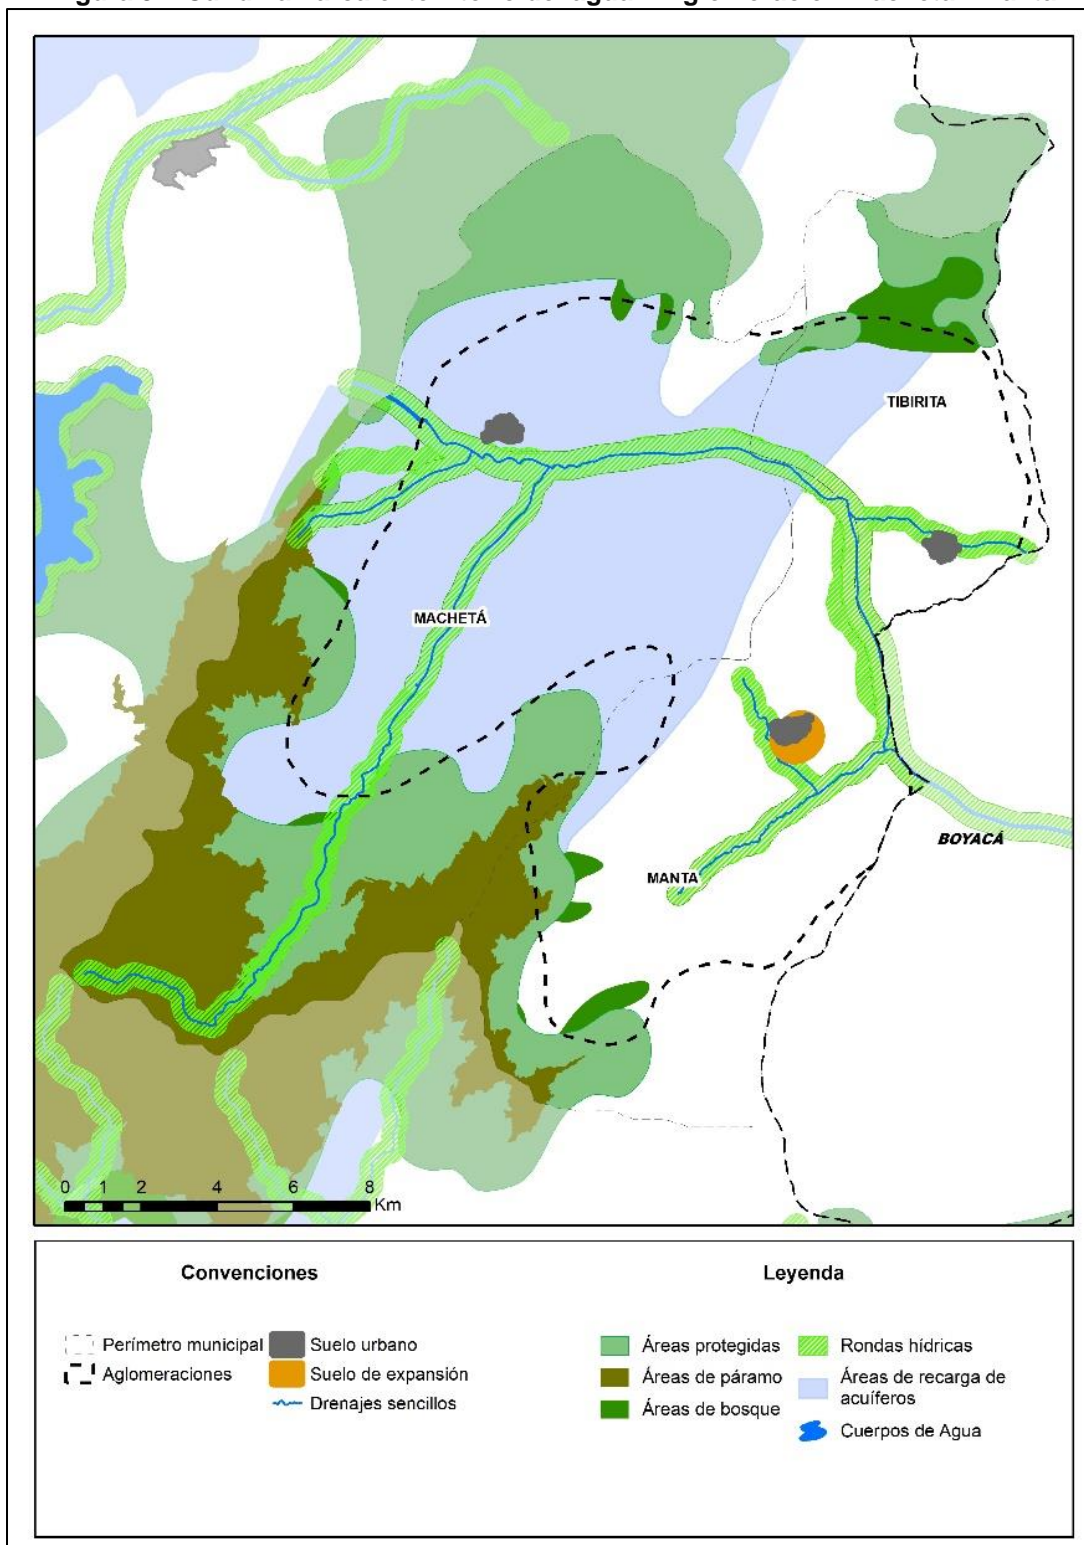 TIBIRITA
MACHETÁ
BOYACÁ
MANTA
0 1 2 4 6 8
Km
Convenciones
Perímetro municipal
Aglomeraciones
Suelo urbano
Suelo de expansión
Drenajes sencillos
Leyenda
Áreas protegidas
Áreas de páramo
Áreas de bosque
Rondas hídricas
Áreas de recarga de
acuíferos
Cuerpos de Agua